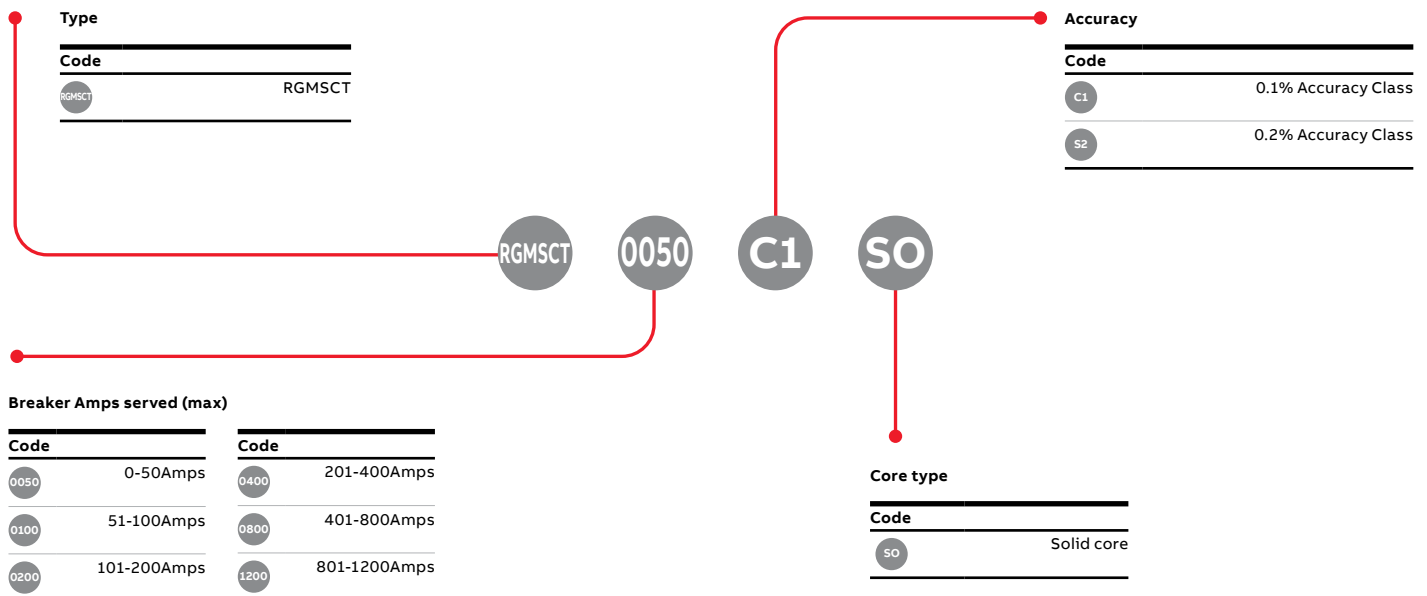 Type
Code
RGMSCT RGMSCT
Accuracy
Code
C1 0.1% Accuracy Class
S2 0.2% Accuracy Class
RGMSCT 0050 C1 SO
Breaker Amps served (max)
Code
0050 0-50Amps
0100 51-100Amps
0200 101-200Amps
Code
0400 201-400Amps
0800 401-800Amps
1200 801-1200Amps
Core type
Code
SO Solid core